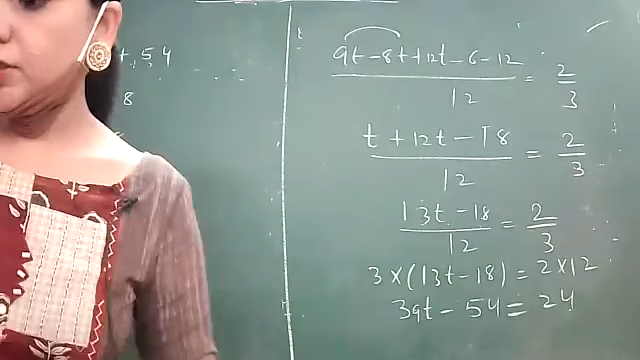 54
8
9t - 8t + 12t - 6 - 12 / 12 = 2/3
t + 12t - 18 / 12 = 2/3
13t - 18 / 12 = 2/3
3 × (13t - 18) = 2 × 12
39t - 54 = 24